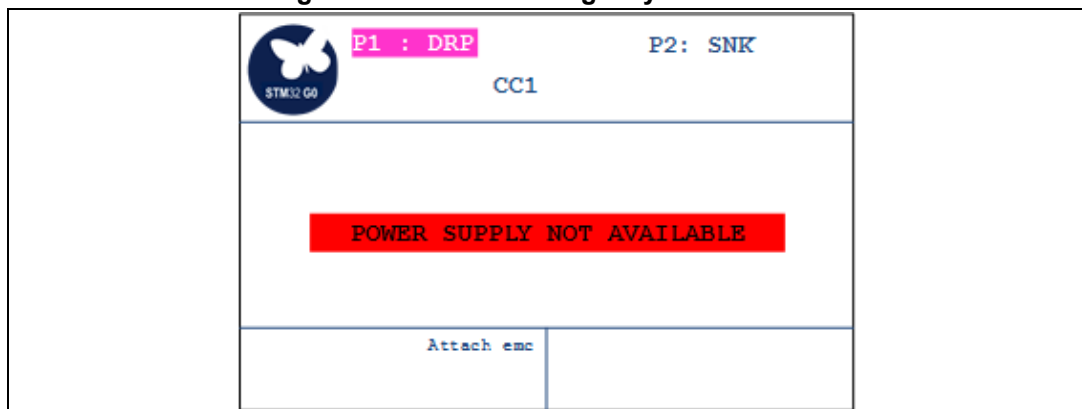 P1 : DRP P2: SNK
CC1
STM32 G0
POWER SUPPLY NOT AVAILABLE
Attach emc